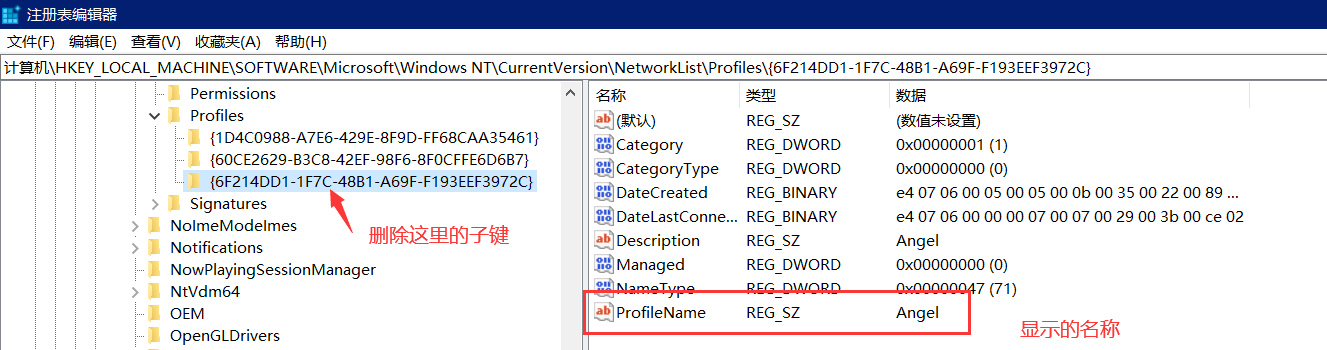 注册表编辑器
文件(F) 编辑(E) 查看(V) 收藏夹(A) 帮助(H)
计算机\HKEY_LOCAL_MACHINE\SOFTWARE\Microsoft\Windows NT\CurrentVersion\NetworkList\Profiles\{6F214DD1-1F7C-48B1-A69F-F193EEF3972C}
Permissions
Profiles
{1D4C0988-A7E6-429E-8F9D-FF68CAA35461}
{60CE2629-B3C8-42EF-98F6-8F0CFFE6D6B7}
{6F214DD1-1F7C-48B1-A69F-F193EEF3972C}
Signatures
删除这里的子键
NolmeModelmes
Notifications
NowPlayingSessionManager
NtVdm64
OEM
OpenGLDrivers
名称 类型 数据
(默认) REG_SZ (数值未设置)
Category REG_DWORD 0x00000001 (1)
CategoryType REG_DWORD 0x00000000 (0)
DateCreated REG_BINARY e4 07 06 00 05 00 05 00 0b 00 35 00 22 00 89 ...
DateLastConne... REG_BINARY e4 07 06 00 00 00 07 00 07 00 29 00 3b 00 ce 02
Description REG_SZ Angel
Managed REG_DWORD 0x00000000 (0)
NameType REG_DWORD 0x00000047 (71)
ProfileName REG_SZ Angel
显示的名称